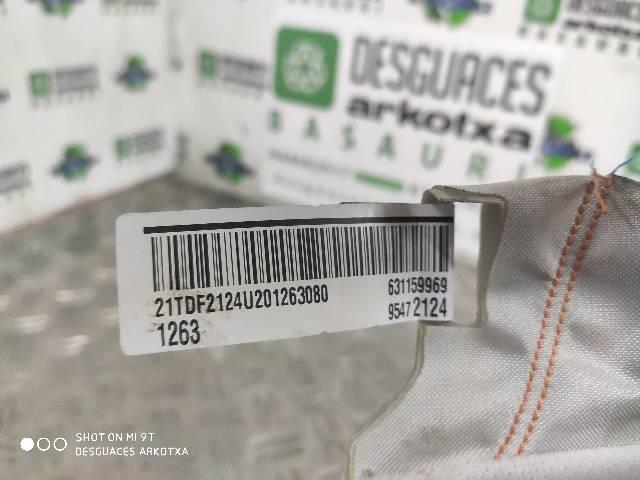 DESGUACES
arkotxa
BASAURI
21TDF2124U201263080
631159969
1263
9547 2124
SHOT ON MI 9T
DESGUACES ARKOTXA